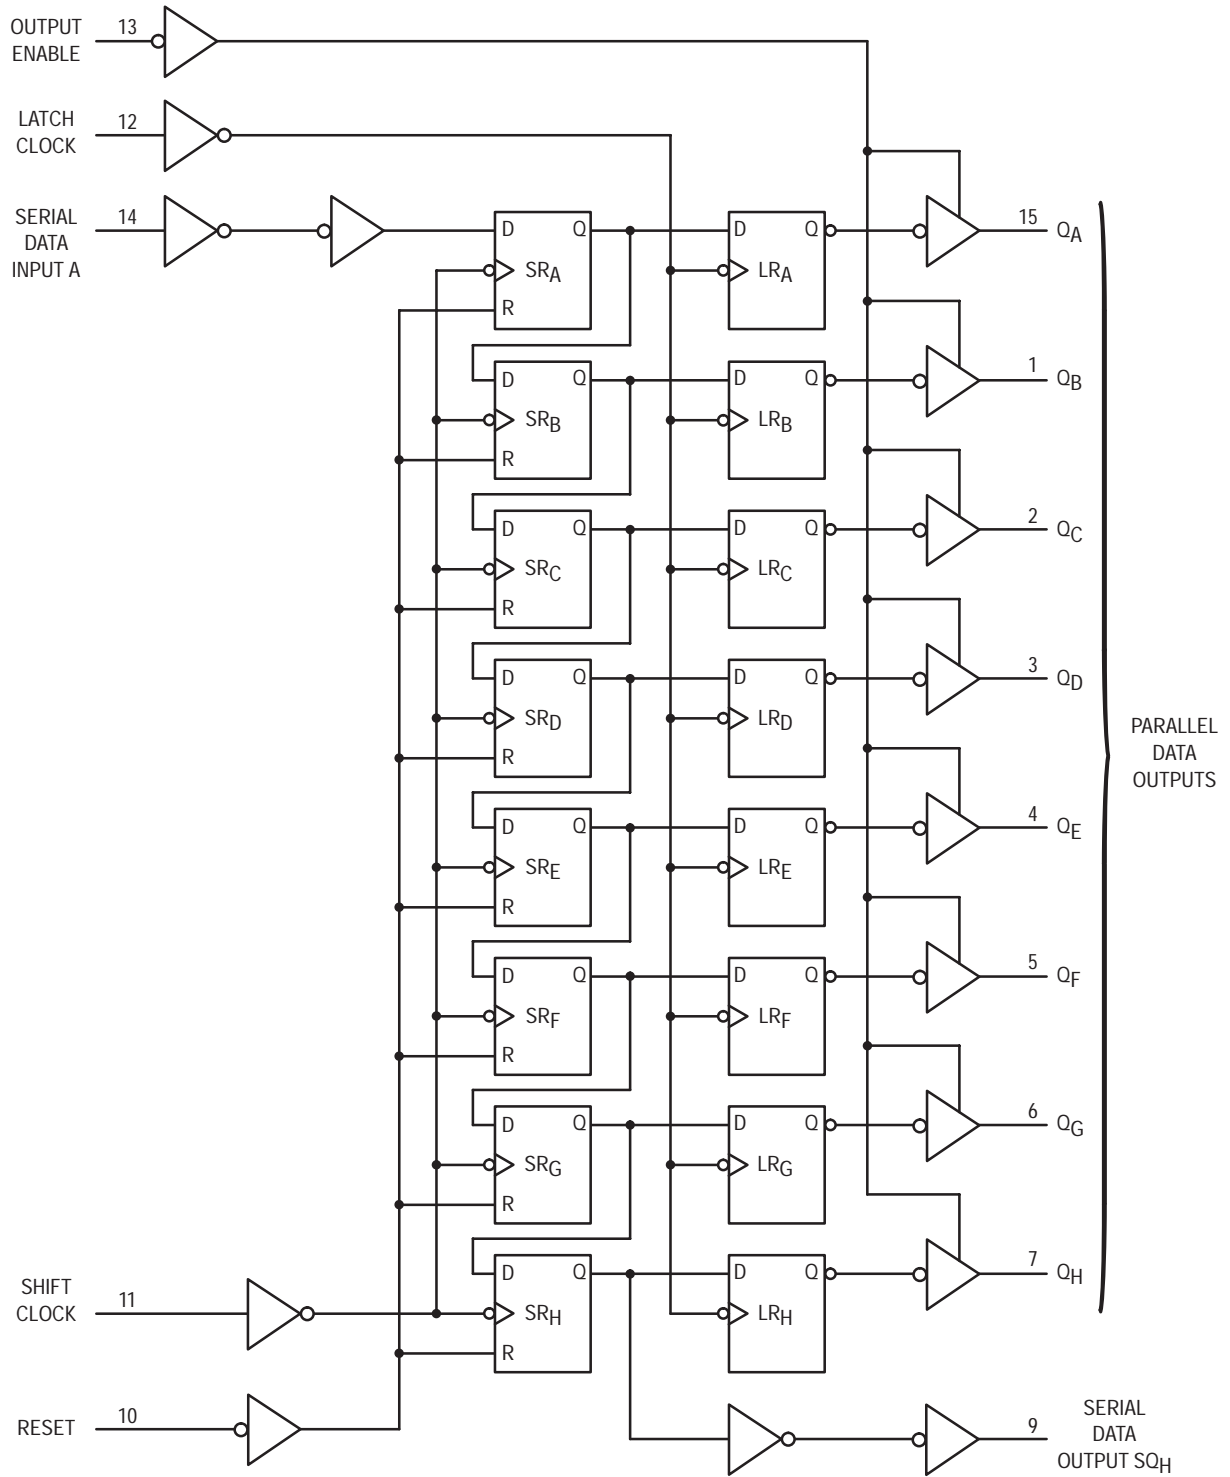 OUTPUT
ENABLE
13
LATCH
CLOCK
12
SERIAL
DATA
INPUT A
14
D Q
SRA
R
D Q
LRA
15 QA
D Q
SRB
R
D Q
LRB
1 QB
D Q
SRC
R
D Q
LRC
2 QC
D Q
SRD
R
D Q
LRD
3 QD
PARALLEL
DATA
OUTPUTS
D Q
SRE
R
D Q
LRE
4 QE
D Q
SRF
R
D Q
LRF
5 QF
D Q
SRG
R
D Q
LRG
6 QG
SHIFT
CLOCK
11
D Q
SRH
R
D Q
LRH
7 QH
RESET
10
9
SERIAL
DATA
OUTPUT SQH